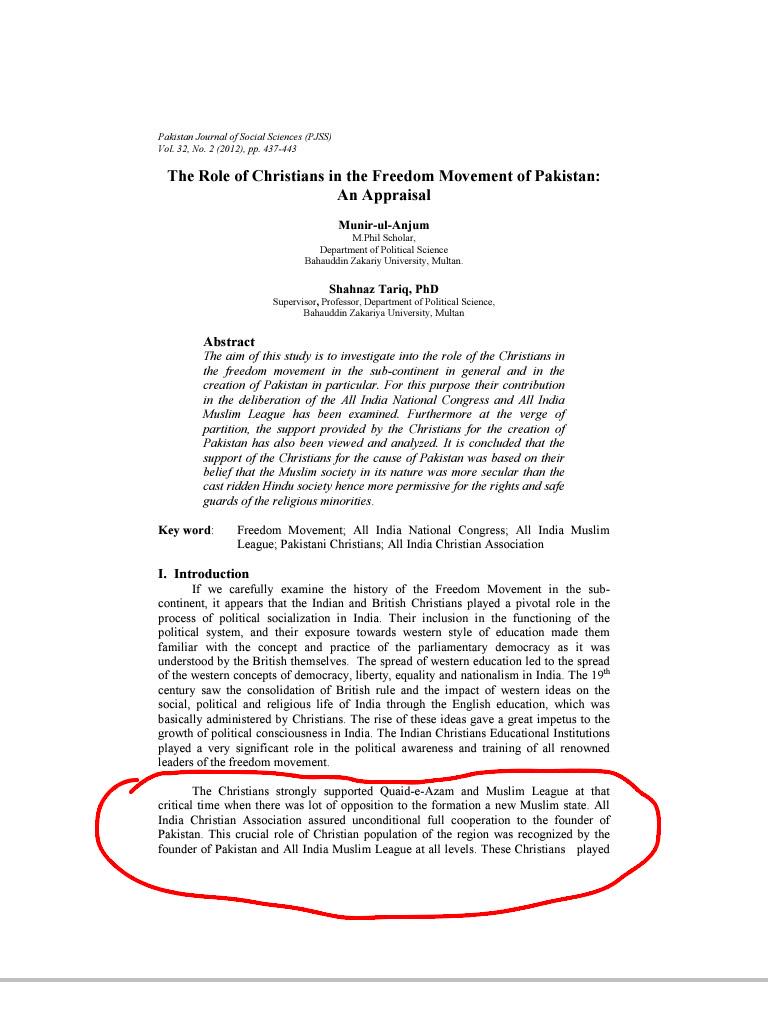 Pakistan Journal of Social Sciences (PJSS)
Vol. 32, No. 2 (2012), pp. 437-443
The Role of Christians in the Freedom Movement of Pakistan:
An Appraisal
Munir-ul-Anjum
M.Phil Scholar,
Department of Political Science
Bahauddin Zakariy University, Multan.
Shahnaz Tariq, PhD
Supervisor, Professor, Department of Political Science,
Bahauddin Zakariya University, Multan
Abstract
The aim of this study is to investigate into the role of the Christians in
the freedom movement in the sub-continent in general and in the
creation of Pakistan in particular. For this purpose their contribution
in the deliberation of the All India National Congress and All India
Muslim League has been examined. Furthermore at the verge of
partition, the support provided by the Christians for the creation of
Pakistan has also been viewed and analyzed. It is concluded that the
support of the Christians for the cause of Pakistan was based on their
belief that the Muslim society in its nature was more secular than the
cast ridden Hindu society hence more permissive for the rights and safe
guards of the religious minorities.
Key word: Freedom Movement; All India National Congress; All India Muslim
League; Pakistani Christians; All India Christian Association
I. Introduction
If we carefully examine the history of the Freedom Movement in the sub-
continent, it appears that the Indian and British Christians played a pivotal role in the
process of political socialization in India. Their inclusion in the functioning of the
political system, and their exposure towards western style of education made them
familiar with the concept and practice of the parliamentary democracy as it was
understood by the British themselves. The spread of western education led to the spread
of the western concepts of democracy, liberty, equality and nationalism in India. The 19th
century saw the consolidation of British rule and the impact of western ideas on the
social, political and religious life of India through the English education, which was
basically administered by Christians. The rise of these ideas gave a great impetus to the
growth of political consciousness in India. The Indian Christians Educational Institutions
played a very significant role in the political awareness and training of all renowned
leaders of the freedom movement.
The Christians strongly supported Quaid-e-Azam and Muslim League at that
critical time when there was lot of opposition to the formation a new Muslim state. All
India Christian Association assured unconditional full cooperation to the founder of
Pakistan. This crucial role of Christian population of the region was recognized by the
founder of Pakistan and All India Muslim League at all levels. These Christians played